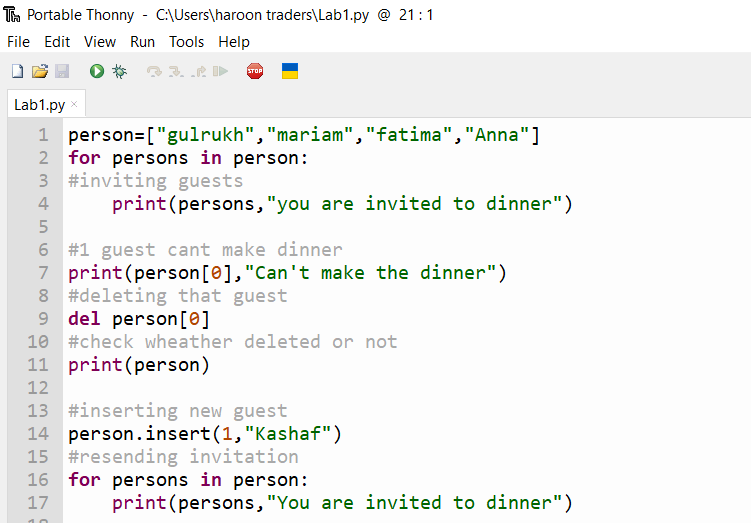 Portable Thonny - C:\Users\haroon traders\Lab1.py @ 21 : 1
File Edit View Run Tools Help
STOP
Lab1.py ×
1 person=["gulrukh","mariam","fatima","Anna"]
2 for persons in person:
3 #inviting guests
4     print(persons,"you are invited to dinner")
5
6 #1 guest cant make dinner
7 print(person[0],"Can't make the dinner")
8 #deleting that guest
9 del person[0]
10 #check wheather deleted or not
11 print(person)
12
13 #inserting new guest
14 person.insert(1,"Kashaf")
15 #resending invitation
16 for persons in person:
17     print(persons,"You are invited to dinner")